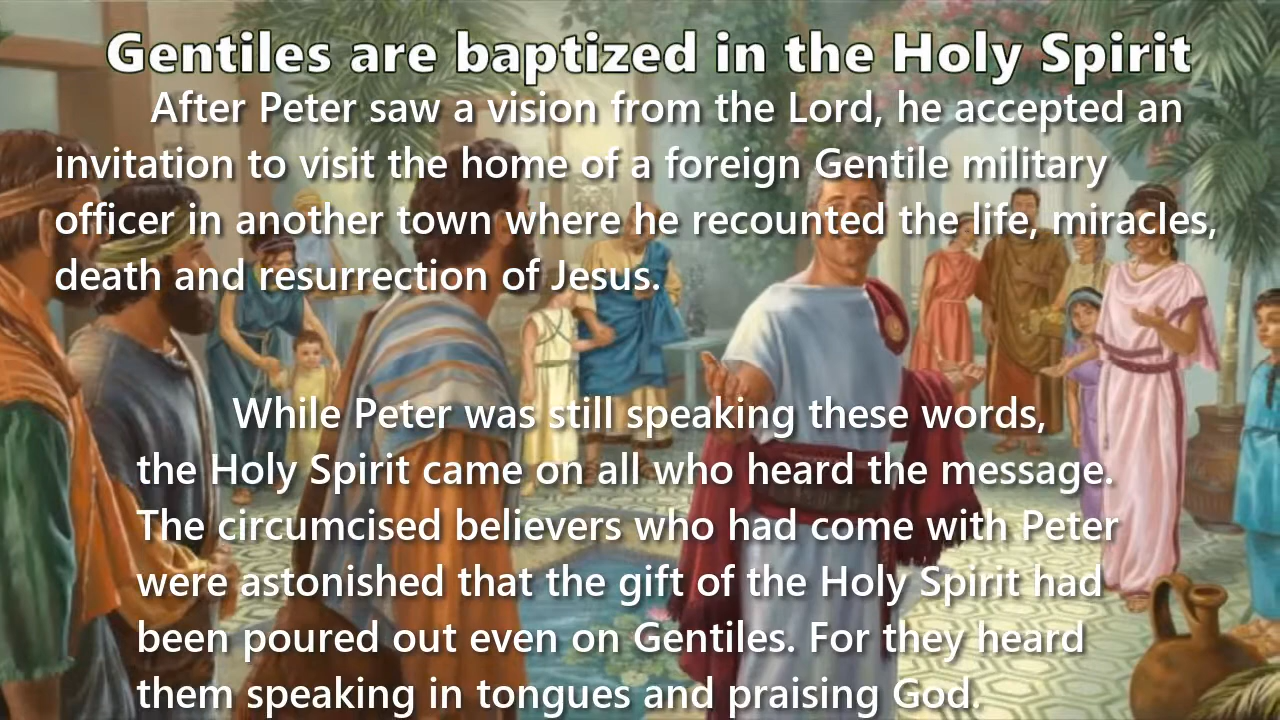 Gentiles are baptized in the Holy Spirit
After Peter saw a vision from the Lord, he accepted an
invitation to visit the home of a foreign Gentile military
officer in another town where he recounted the life, miracles,
death and resurrection of Jesus.
While Peter was still speaking these words,
the Holy Spirit came on all who heard the message.
The circumcised believers who had come with Peter
were astonished that the gift of the Holy Spirit had
been poured out even on Gentiles. For they heard
them speaking in tongues and praising God.